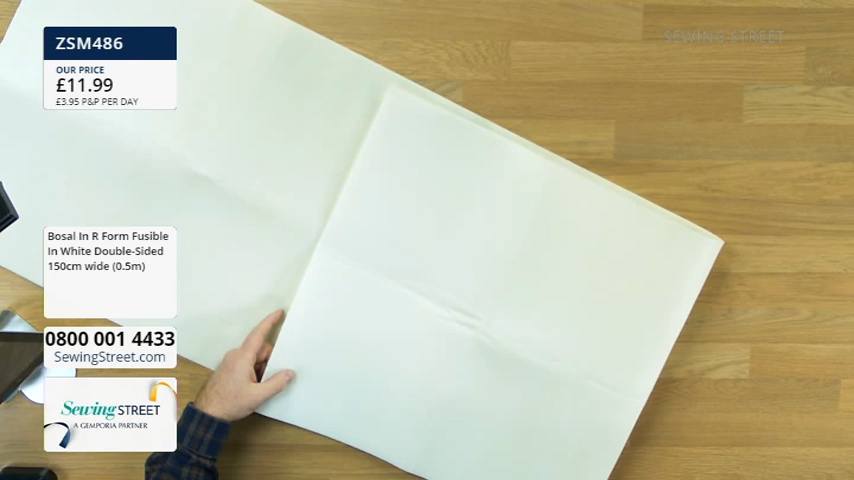 ZSM486
OUR PRICE
£11.99
£3.95 P&P PER DAY
SEWING STREET
Bosal In R Form Fusible
In White Double-Sided
150cm wide (0.5m)
0800 001 4433
SewingStreet.com
Sewing STREET
A GEMPORIA PARTNER